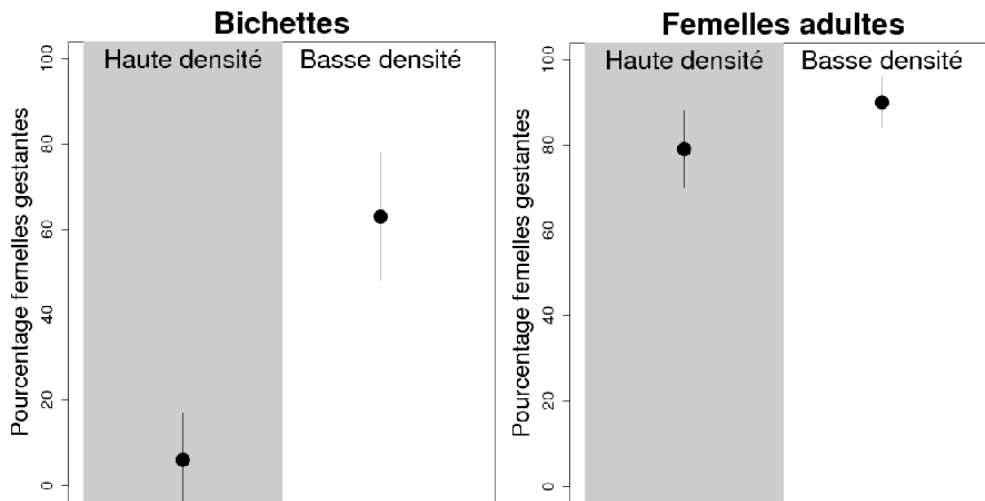 Bichettes
Haute densité
Basse densité
Pourcentage femelles gestantes
100
80
60
40
20
0
Femelles adultes
Haute densité
Basse densité
Pourcentage femelles gestantes
100
80
60
40
20
0